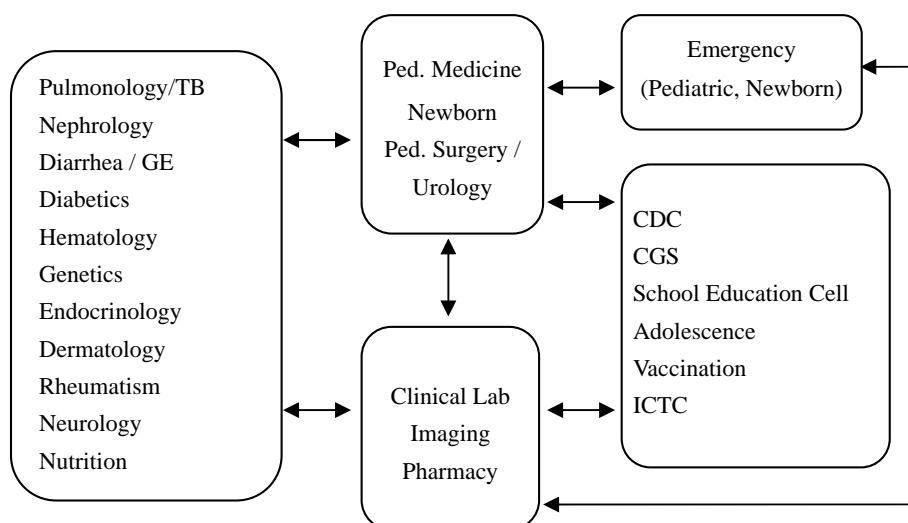 Pulmonology/TB
Nephrology
Diarrhea / GE
Diabetics
Hematology
Genetics
Endocrinology
Dermatology
Rheumatism
Neurology
Nutrition
Ped. Medicine
Newborn
Ped. Surgery /
Urology
Clinical Lab
Imaging
Pharmacy
Emergency
(Pediatric, Newborn)
CDC
CGS
School Education Cell
Adolescence
Vaccination
ICTC